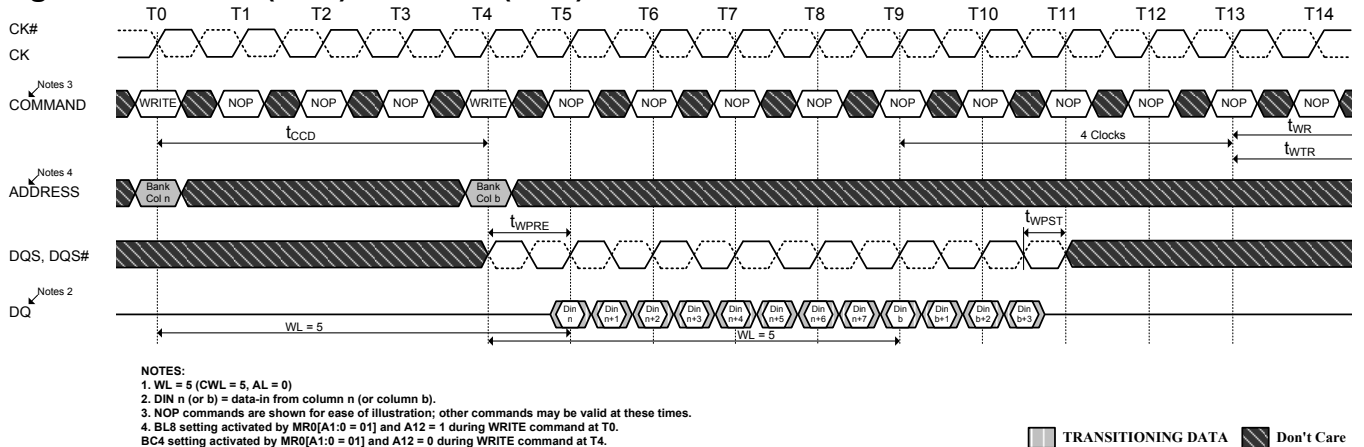 T0 T1 T2 T3 T4 T5 T6 T7 T8 T9 T10 T11 T12 T13 T14
CK#
CK
Notes 3
COMMAND
WRITE NOP NOP NOP WRITE NOP NOP NOP NOP NOP NOP NOP NOP NOP NOP
tCCD
4 Clocks
tWR
tWTR
Notes 4
ADDRESS
Bank Bank
Col n Col b
tWPRE
tWPST
DQS, DQS#
Notes 2
DQ
Din Din Din Din Din Din Din Din Din Din Din Din
n n+1 n+2 n+3 n+4 n+5 n+6 n+7 b b+1 b+2 b+3
WL = 5 WL = 5
NOTES:
1. WL = 5 (CWL = 5, AL = 0)
2. DIN n (or b) = data-in from column n (or column b).
3. NOP commands are shown for ease of illustration; other commands may be valid at these times.
4. BL8 setting activated by MR0[A1:0 = 01] and A12 = 1 during WRITE command at T0.
BC4 setting activated by MR0[A1:0 = 01] and A12 = 0 during WRITE command at T4.
TRANSITIONING DATA Don't Care